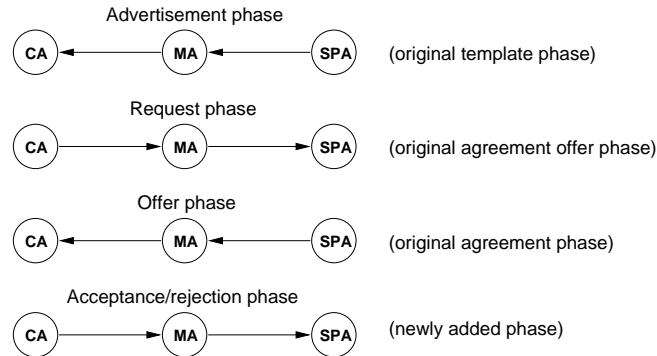 Advertisement phase
CA MA SPA (original template phase)
Request phase
CA MA SPA (original agreement offer phase)
Offer phase
CA MA SPA (original agreement phase)
Acceptance/rejection phase
CA MA SPA (newly added phase)